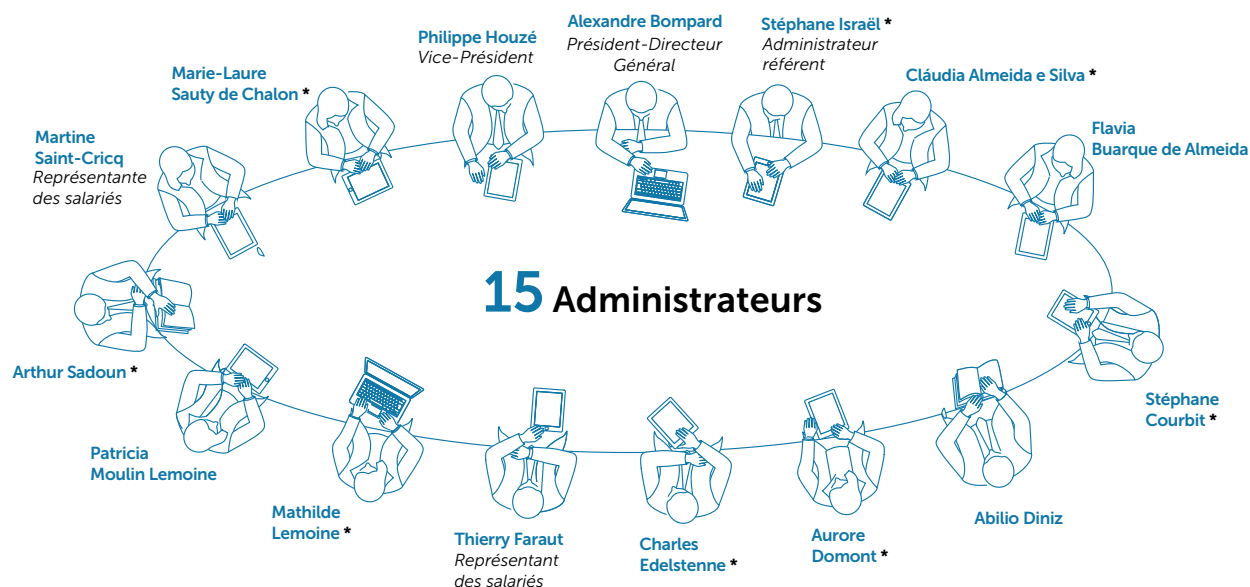 Philippe Houzé
Vice-Président
Alexandre Bompard
Président-Directeur
Général
Stéphane Israël *
Administrateur
référent
Marie-Laure
Sauty de Chalon *
Cláudia Almeida e Silva *
Martine
Saint-Cricq
Représentante
des salariés
Flavia
Buarque de Almeida
15 Administrateurs
Arthur Sadoun *
Stéphane
Courbit *
Patricia
Moulin Lemoine
Mathilde
Lemoine *
Thierry Faraut
Représentant
des salariés
Charles
Edelstenne *
Aurore
Domont *
Abilio Diniz